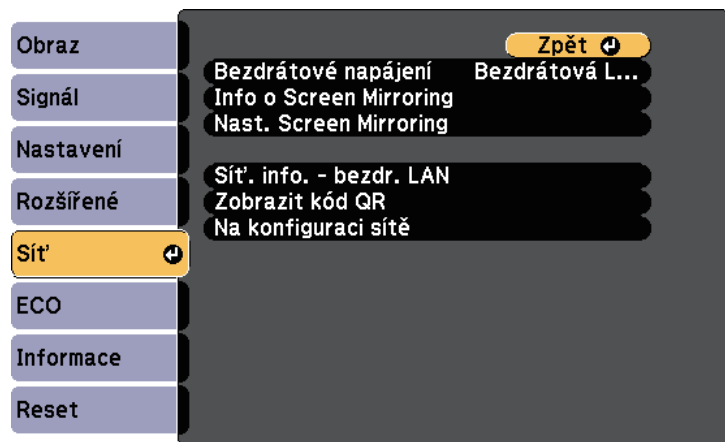 Obraz
Signál
Nastavení
Rozšířené
Síť
ECO
Informace
Reset
Zpět
Bezdrátové napájení Bezdrátová L...
Info o Screen Mirroring
Nast. Screen Mirroring
Síť. info. - bezdr. LAN
Zobrazit kód QR
Na konfiguraci sítě